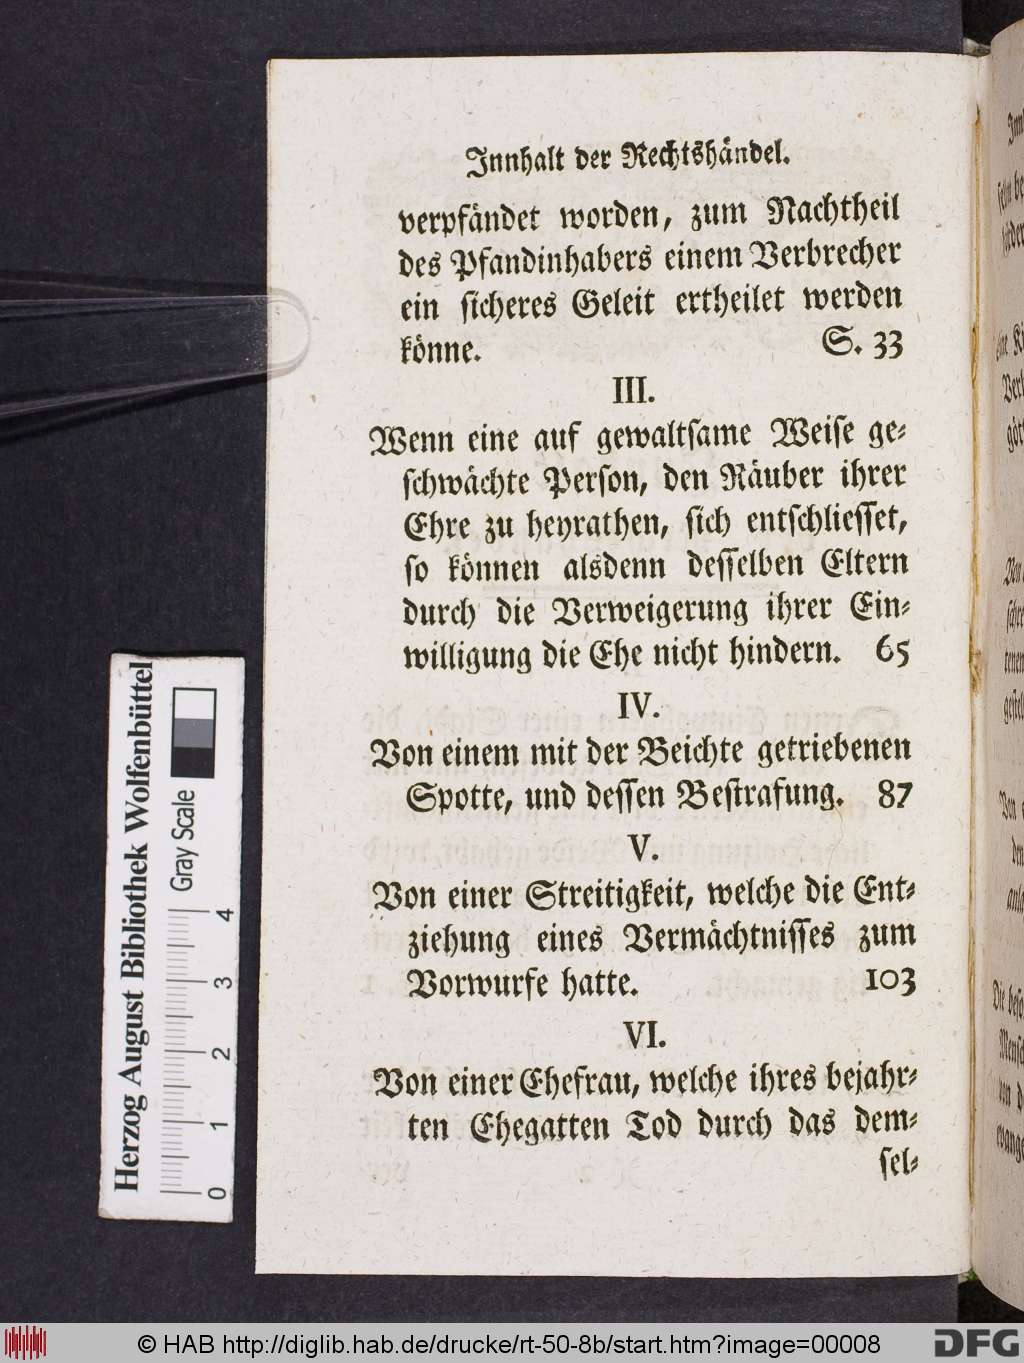 Innhalt der Rechtshändel.
verpfändet worden, zum Nachtheil
des Pfandinhabers einem Verbrecher
ein sicheres Geleit ertheilet werden
könne. S. 33
III.
Wenn eine auf gewaltsame Weise ge-
schwächte Person, den Räuber ihrer
Ehre zu heyrathen, sich entschliesset,
so können alsdenn desselben Eltern
durch die Verweigerung ihrer Ein-
willigung die Ehe nicht hindern. 65
IV.
Von einem mit der Beichte getriebenen
Spotte, und dessen Bestrafung. 87
V.
Von einer Streitigkeit, welche die Ent-
ziehung eines Vermächtnisses zum
Vorwurfe hatte. 103
VI.
Von einer Ehefrau, welche ihres bejahr-
ten Ehegatten Tod durch das dem-
sel-
Herzog August Bibliothek Wolfenbüttel
Gray Scale
0 1 2 3 4
© HAB http://diglib.hab.de/drucke/rt-50-8b/start.htm?image=00008
DFG